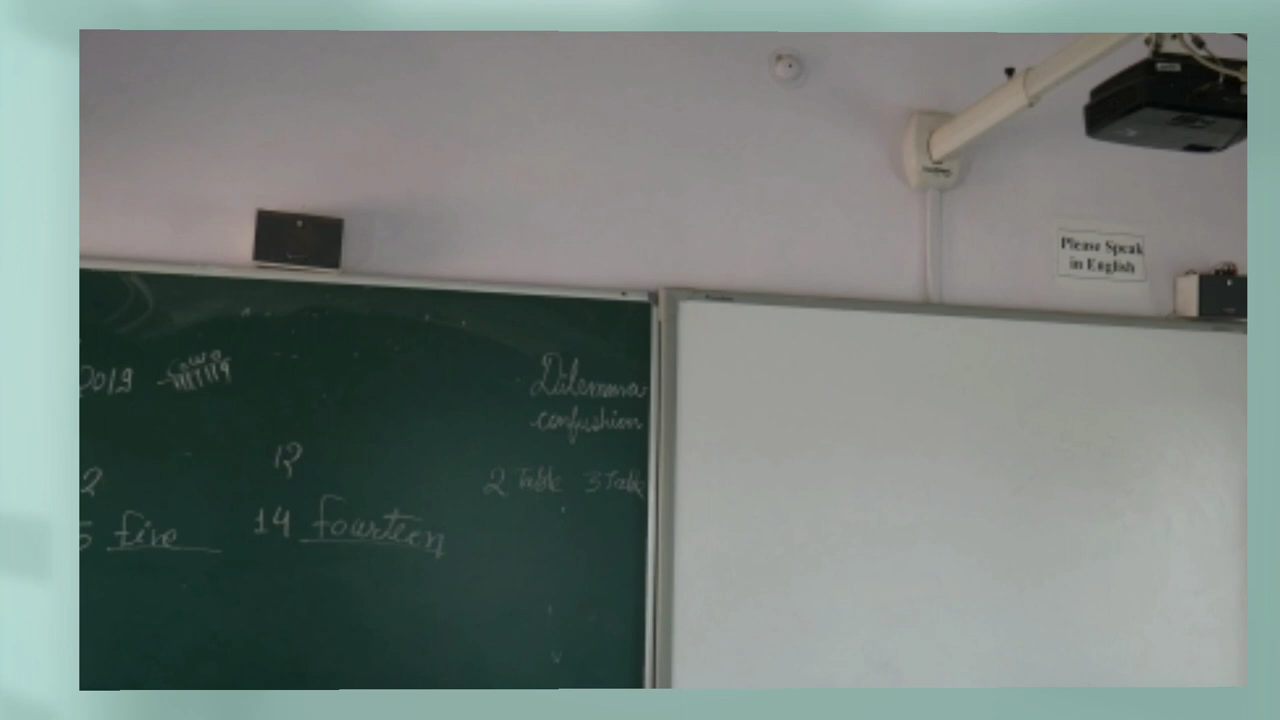 Please Speak
in English
2019
Dilemma
confushion
2 12
2 Table 3 Table
5 five 14 fourteen